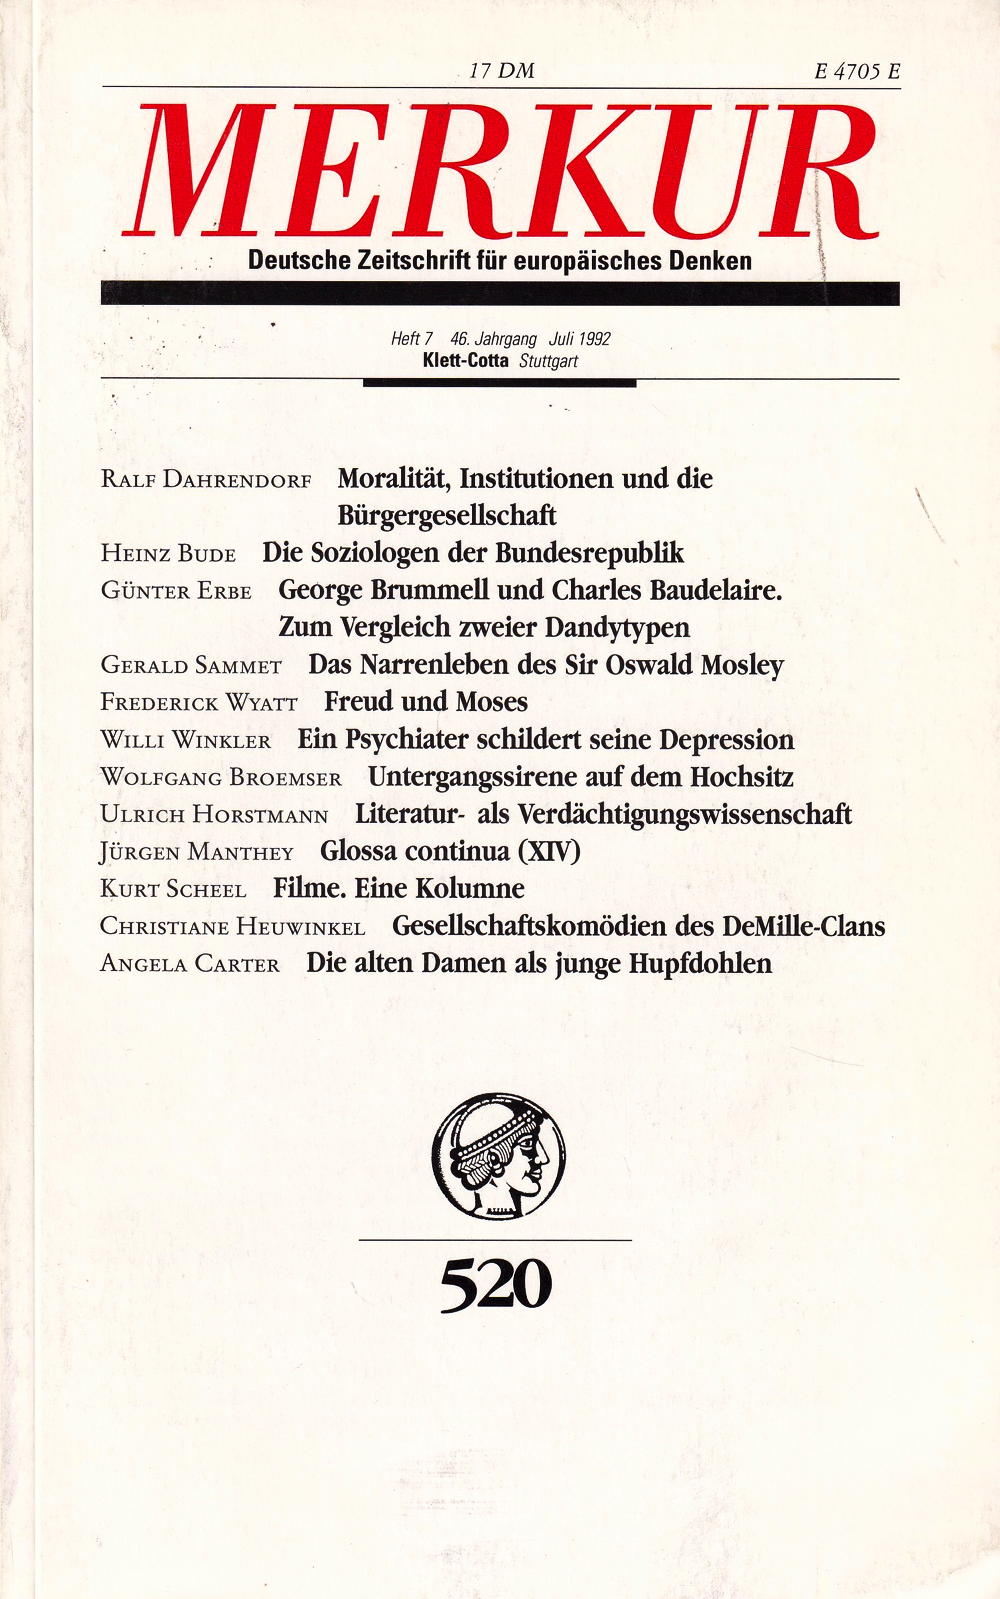 17 DM E 4705 E
MERKUR
Deutsche Zeitschrift für europäisches Denken
Heft 7 46. Jahrgang Juli 1992
Klett-Cotta Stuttgart
RALF DAHRENDORF Moralität, Institutionen und die
Bürgergesellschaft
HEINZ BUDE Die Soziologen der Bundesrepublik
GÜNTER ERBE George Brummell und Charles Baudelaire.
Zum Vergleich zweier Dandytypen
GERALD SAMMET Das Narrenleben des Sir Oswald Mosley
FREDERICK WYATT Freud und Moses
WILLI WINKLER Ein Psychiater schildert seine Depression
WOLFGANG BROEMSER Untergangssirene auf dem Hochsitz
ULRICH HORSTMANN Literatur- als Verdächtigungswissenschaft
JÜRGEN MANTHEY Glossa continua (XIV)
KURT SCHEEL Filme. Eine Kolumne
CHRISTIANE HEUWINKEL Gesellschaftskomödien des DeMille-Clans
ANGELA CARTER Die alten Damen als junge Hupfdohlen
520